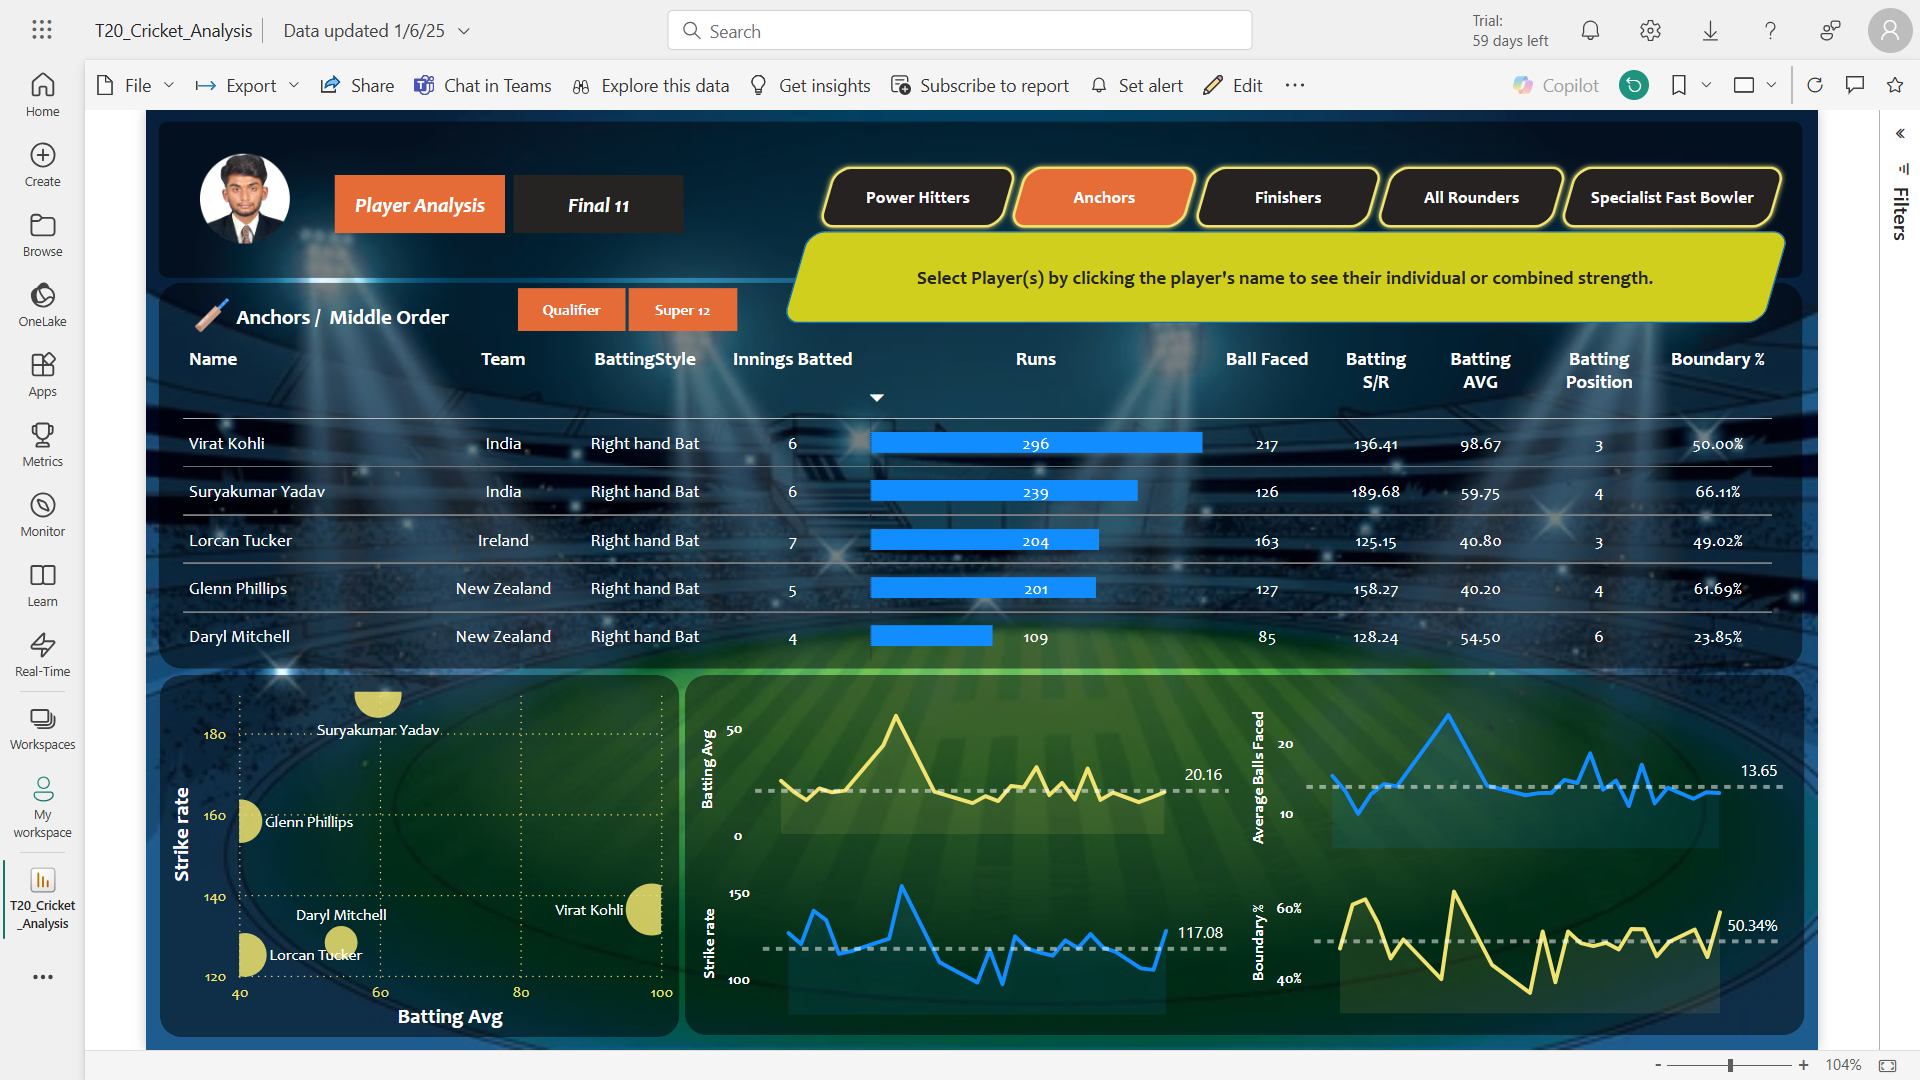 T20_Cricket_Analysis
Data updated 1/6/25
Search
Trial:
59 days left
File
Export
Share
Chat in Teams
Explore this data
Get insights
Subscribe to report
Set alert
Edit
Copilot
Home
Create
Browse
OneLake
Apps
Metrics
Monitor
Learn
Real-Time
Workspaces
My
workspace
T20_Cricket
_Analysis
Filters
Player Analysis
Final 11
Power Hitters
Anchors
Finishers
All Rounders
Specialist Fast Bowler
Select Player(s) by clicking the player's name to see their individual or combined strength.
Anchors / Middle Order
Qualifier
Super 12
Name Team BattingStyle Innings Batted Runs Ball Faced Batting S/R Batting AVG Batting Position Boundary %
Virat Kohli India Right hand Bat 6 296 217 136.41 98.67 3 50.00%
Suryakumar Yadav India Right hand Bat 6 239 126 189.68 59.75 4 66.11%
Lorcan Tucker Ireland Right hand Bat 7 204 163 125.15 40.80 3 49.02%
Glenn Phillips New Zealand Right hand Bat 5 201 127 158.27 40.20 4 61.69%
Daryl Mitchell New Zealand Right hand Bat 4 109 85 128.24 54.50 6 23.85%
Strike rate
180
160
140
120
40
60
80
100
Batting Avg
Suryakumar Yadav
Glenn Phillips
Virat Kohli
Daryl Mitchell
Lorcan Tucker
Batting Avg
50
0
20.16
Average Balls Faced
20
10
13.65
Strike rate
150
100
117.08
Boundary %
60%
40%
50.34%
- + 104%